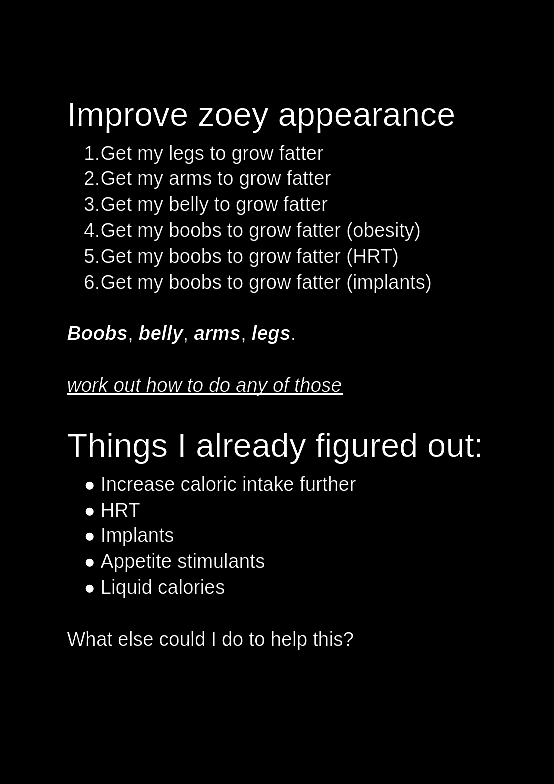 Improve zoey appearance
1.Get my legs to grow fatter
2.Get my arms to grow fatter
3.Get my belly to grow fatter
4.Get my boobs to grow fatter (obesity)
5.Get my boobs to grow fatter (HRT)
6.Get my boobs to grow fatter (implants)
Boobs, belly, arms, legs.
work out how to do any of those
Things I already figured out:
● Increase caloric intake further
● HRT
● Implants
● Appetite stimulants
● Liquid calories
What else could I do to help this?